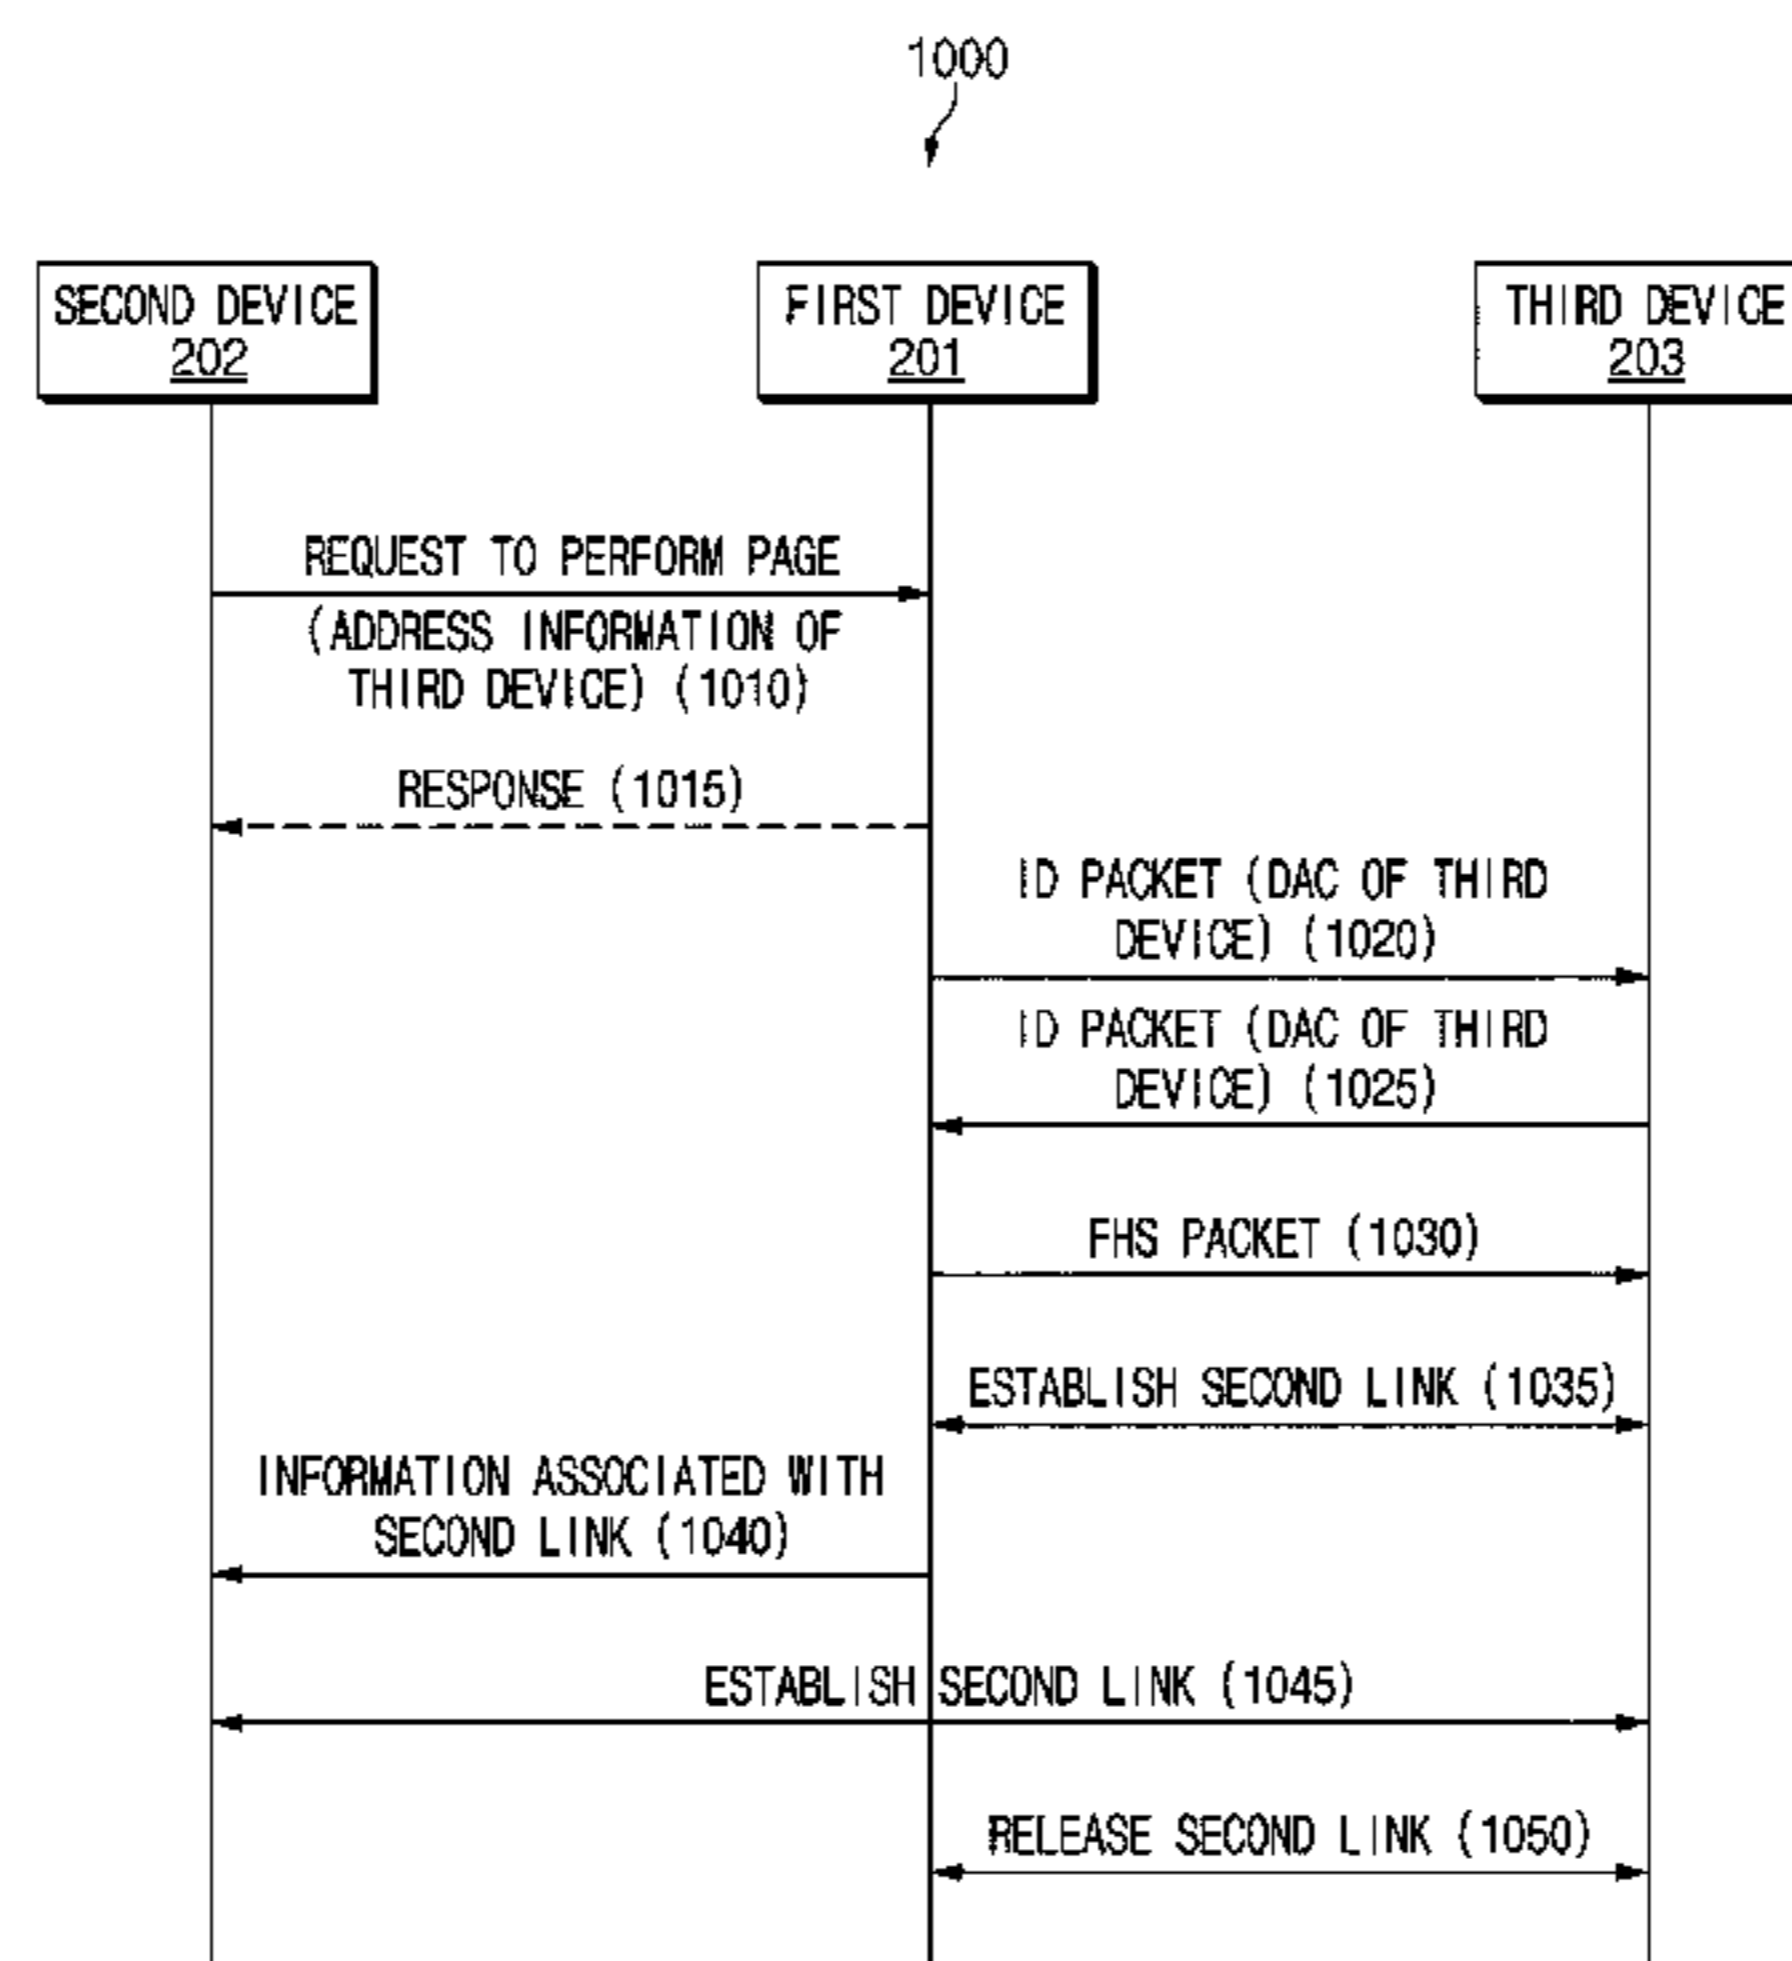 1000
SECOND DEVICE
202
FIRST DEVICE
201
THIRD DEVICE
203
REQUEST TO PERFORM PAGE
(ADDRESS INFORMATION OF
THIRD DEVICE) (1010)
RESPONSE (1015)
ID PACKET (DAC OF THIRD
DEVICE) (1020)
ID PACKET (DAC OF THIRD
DEVICE) (1025)
FHS PACKET (1030)
ESTABLISH SECOND LINK (1035)
INFORMATION ASSOCIATED WITH
SECOND LINK (1040)
ESTABLISH SECOND LINK (1045)
RELEASE SECOND LINK (1050)